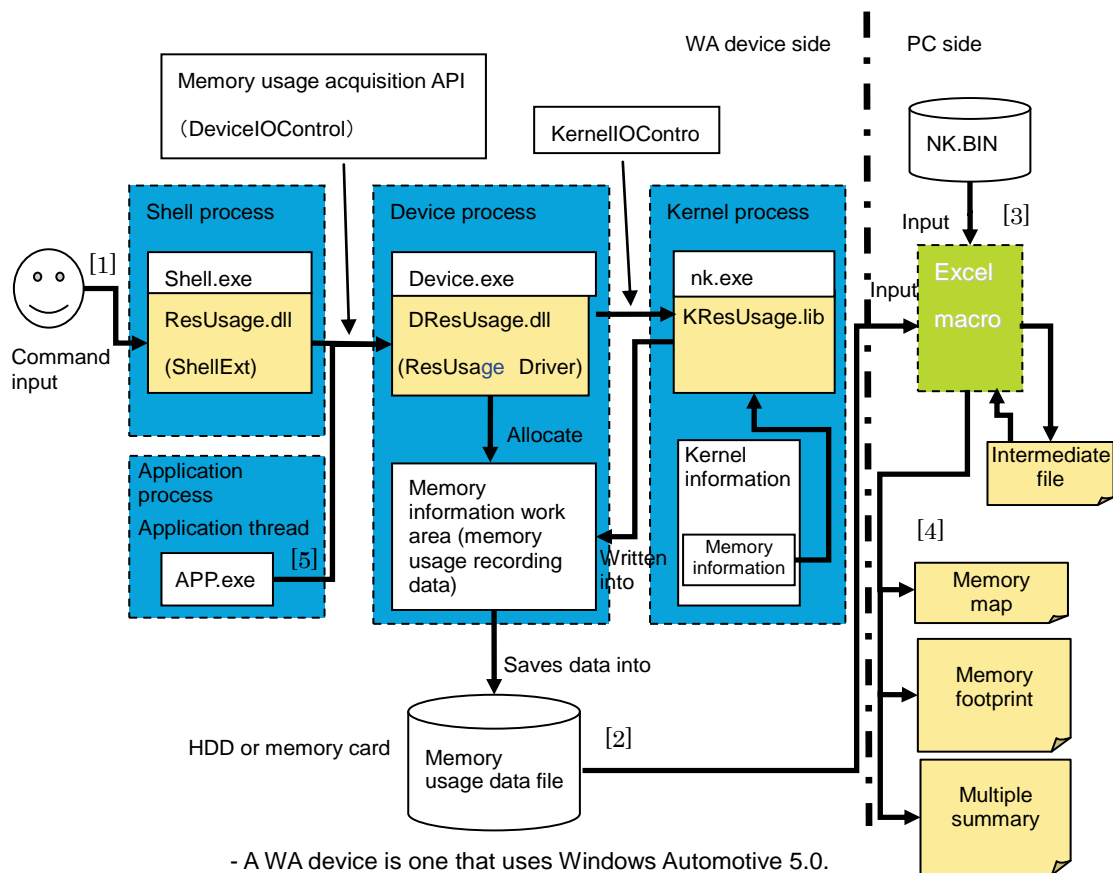 WA device side
PC side
Memory usage acquisition API
（DeviceIOControl）
KernelIOContro
NK.BIN
Input
[3]
Shell process
Device process
Kernel process
[1]
Shell.exe
ResUsage.dll
(ShellExt)
Device.exe
DResUsage.dll
(ResUsage Driver)
nk.exe
KResUsage.lib
Input
Excel
macro
Command
input
Allocate
Intermediate
file
Application
process
Application thread
APP.exe
[5]
Memory
information work
area (memory
usage recording
data)
Written
into
Kernel
information
Memory
information
[4]
Memory
map
Memory
footprint
Multiple
summary
Saves data into
HDD or memory card
Memory
usage data file
[2]
- A WA device is one that uses Windows Automotive 5.0.